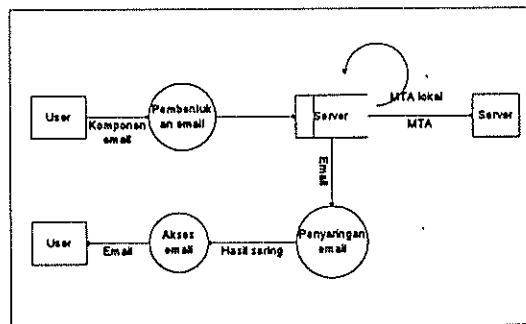 User
Komponen
email
Pembentuk
an email
Server
MTA lokal
MTA
Server
Email
User
Email
Akses
email
Hasil saring
Penyaringan
email